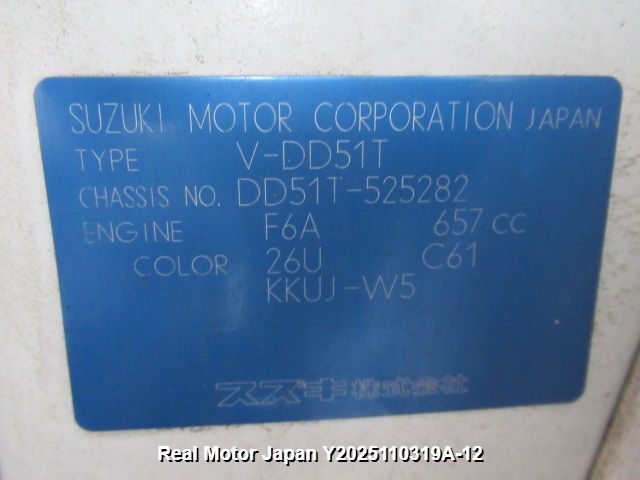 SUZUKI MOTOR CORPORATION JAPAN
TYPE V-DD51T
CHASSIS NO. DD51T-525282
ENGINE F6A 657 cc
COLOR 26U C61
KKUJ-W5
スズキ株式会社
Real Motor Japan Y2025110319A-12